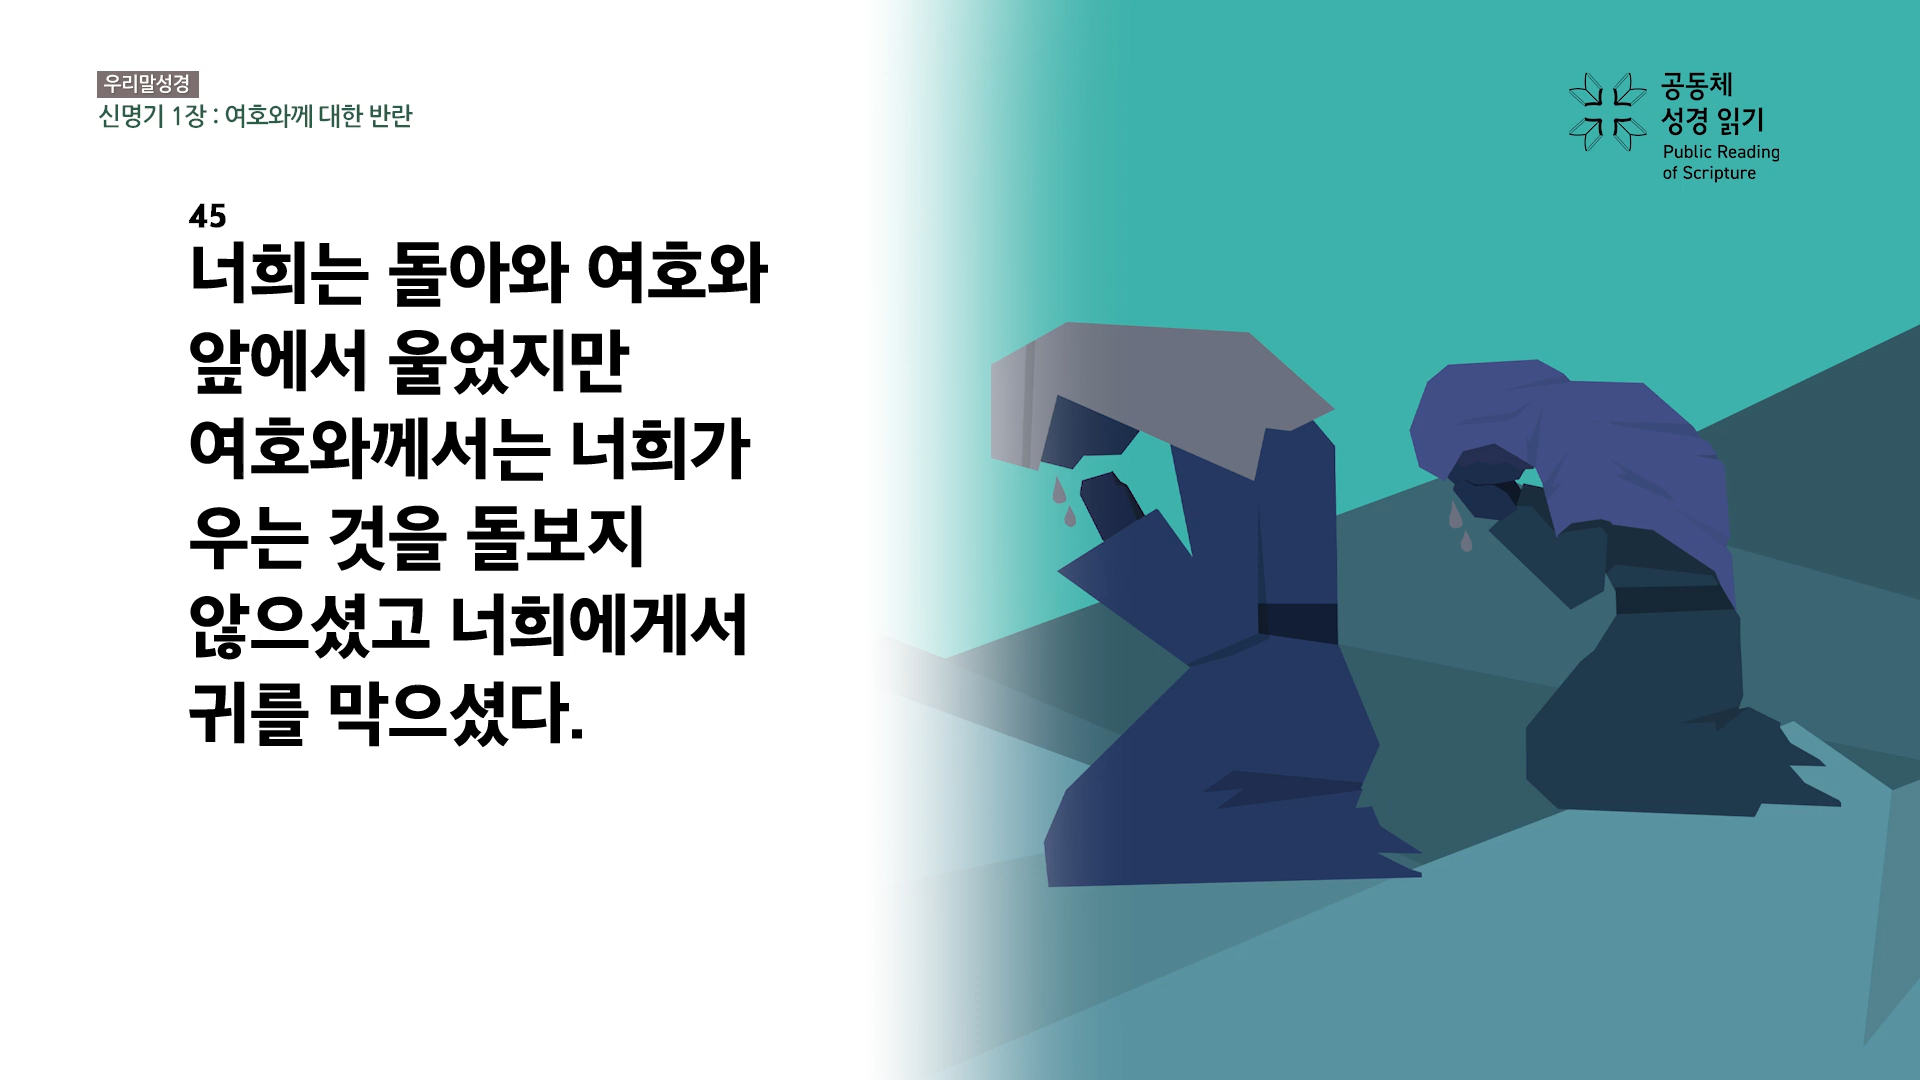 우리말성경
신명기 1장 : 여호와께 대한 반란
공동체
성경 읽기
Public Reading
of Scripture
45
너희는 돌아와 여호와
앞에서 울었지만
여호와께서는 너희가
우는 것을 돌보지
않으셨고 너희에게서
귀를 막으셨다.